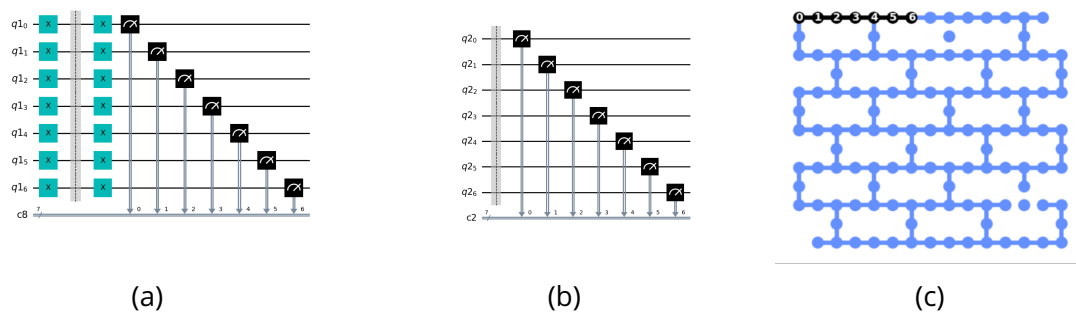 q1₀ X X
q1₁ X X
q1₂ X X
q1₃ X X
q1₄ X X
q1₅ X X
q1₆ X X
c8 7 0 1 2 3 4 5 6
q2₀
q2₁
q2₂
q2₃
q2₄
q2₅
q2₆
c2 7 0 1 2 3 4 5 6
0 1 2 3 4 5 6
(a) (b) (c)